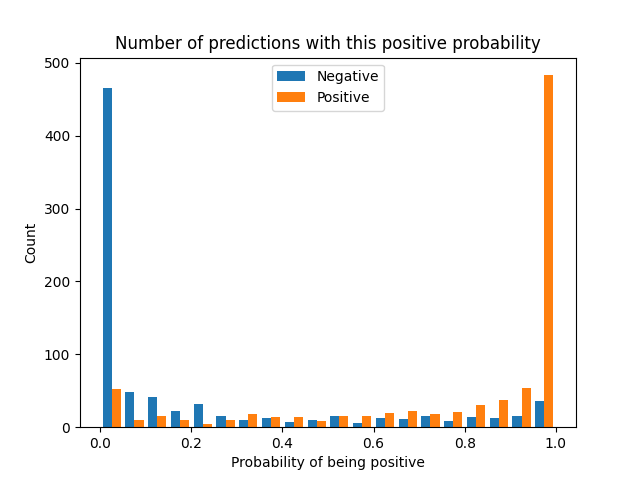 Number of predictions with this positive probability
Negative
Positive
500
400
300
200
100
0
Count
0.0 0.2 0.4 0.6 0.8 1.0
Probability of being positive